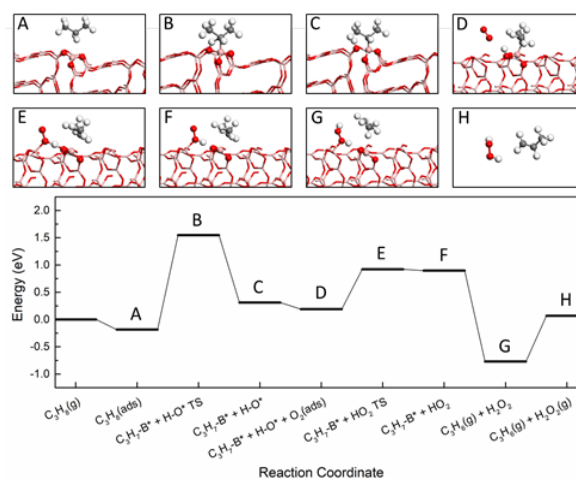 A
B
C
D
E
F
G
H
Energy (eV)
2.0
1.5
1.0
0.5
0.0
-0.5
-1.0
A
B
C
D
E
F
G
H
C₃H₈(g)
C₃H₈(ads)
C₃H₇-B* + H-O* TS
C₃H₇-B* + H-O*
C₃H₇-B* + H-O* + O₂(ads)
C₃H₇-B* + HO₂ TS
C₃H₇-B* + HO₂
C₃H₆(g) + H₂O₂
C₃H₆(g) + H₂O₂(g)
Reaction Coordinate